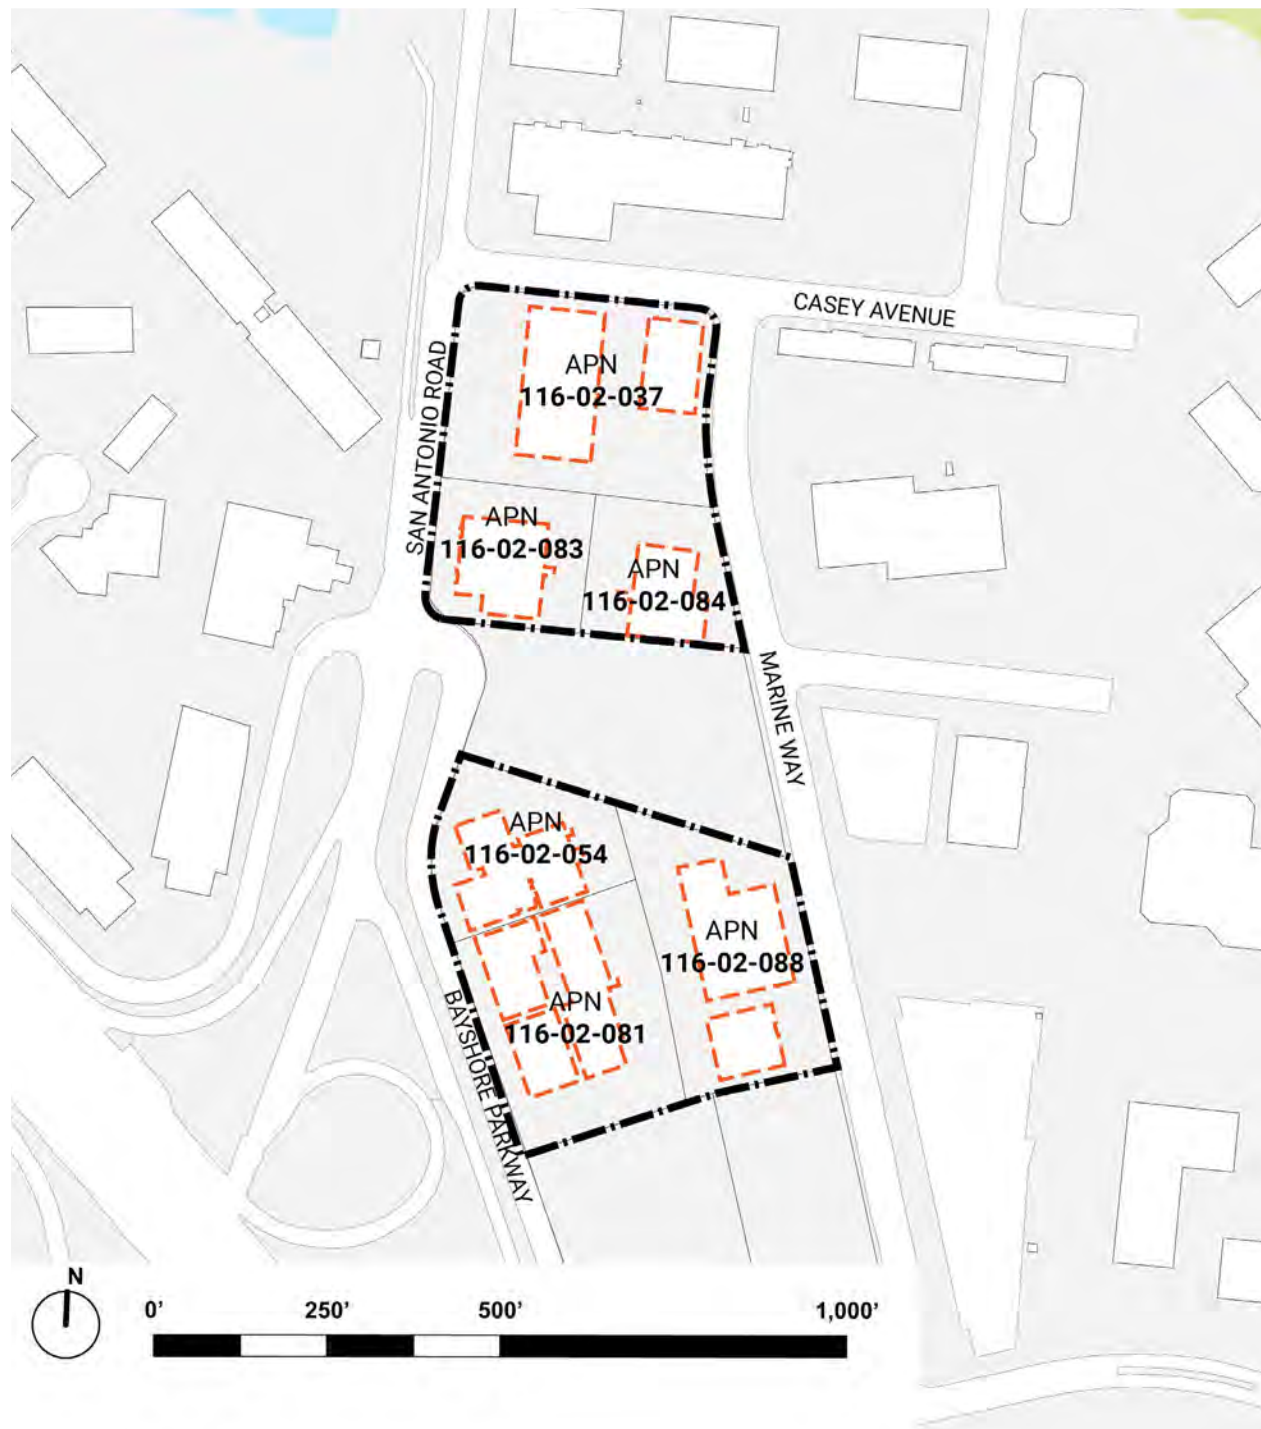 CASEY AVENUE
SAN ANTONIO ROAD
APN
116-02-037
APN
116-02-083
APN
116-02-084
MARINE WAY
APN
116-02-054
APN
116-02-088
APN
116-02-081
BAYSHORE PARKWAY
N
0’ 250’ 500’ 1,000’